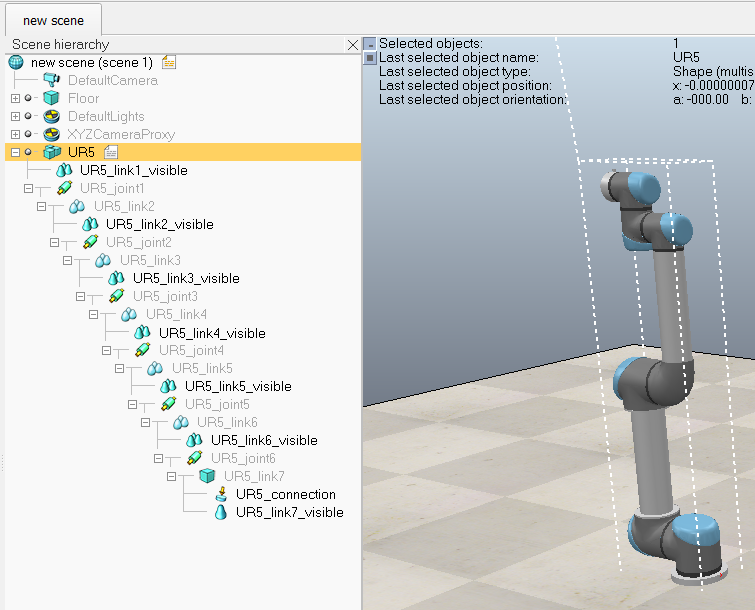 new scene
Scene hierarchy
new scene (scene 1)
DefaultCamera
Floor
DefaultLights
XYZCameraProxy
UR5
UR5_link1_visible
UR5_joint1
UR5_link2
UR5_link2_visible
UR5_joint2
UR5_link3
UR5_link3_visible
UR5_joint3
UR5_link4
UR5_link4_visible
UR5_joint4
UR5_link5
UR5_link5_visible
UR5_joint5
UR5_link6
UR5_link6_visible
UR5_joint6
UR5_link7
UR5_connection
UR5_link7_visible
Selected objects: 1
Last selected object name: UR5
Last selected object type: Shape (multis
Last selected object position: x: -0.00000007
Last selected object orientation: a: -000.00 b: